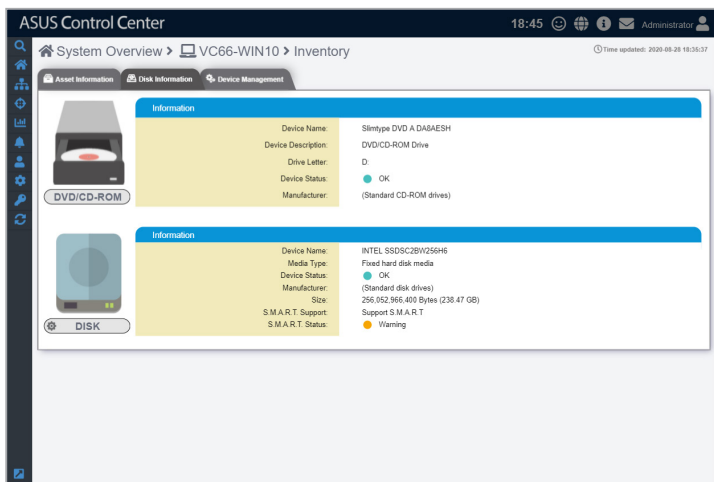 ASUS Control Center
18:45 Administrator
System Overview > VC66-WIN10 > Inventory
Time updated: 2020-08-28 18:35:37
Asset Information Disk Information Device Management
Information
Device Name: Slimtype DVD A DA8AESH
Device Description: DVD/CD-ROM Drive
Drive Letter: D:
Device Status: OK
Manufacturer: (Standard CD-ROM drives)
DVD/CD-ROM
Information
Device Name: INTEL SSDSC2BW256H6
Media Type: Fixed hard disk media
Device Status: OK
Manufacturer: (Standard disk drives)
Size: 256,052,966,400 Bytes (238.47 GB)
S.M.A.R.T. Support: Support S.M.A.R.T
S.M.A.R.T. Status: Warning
DISK